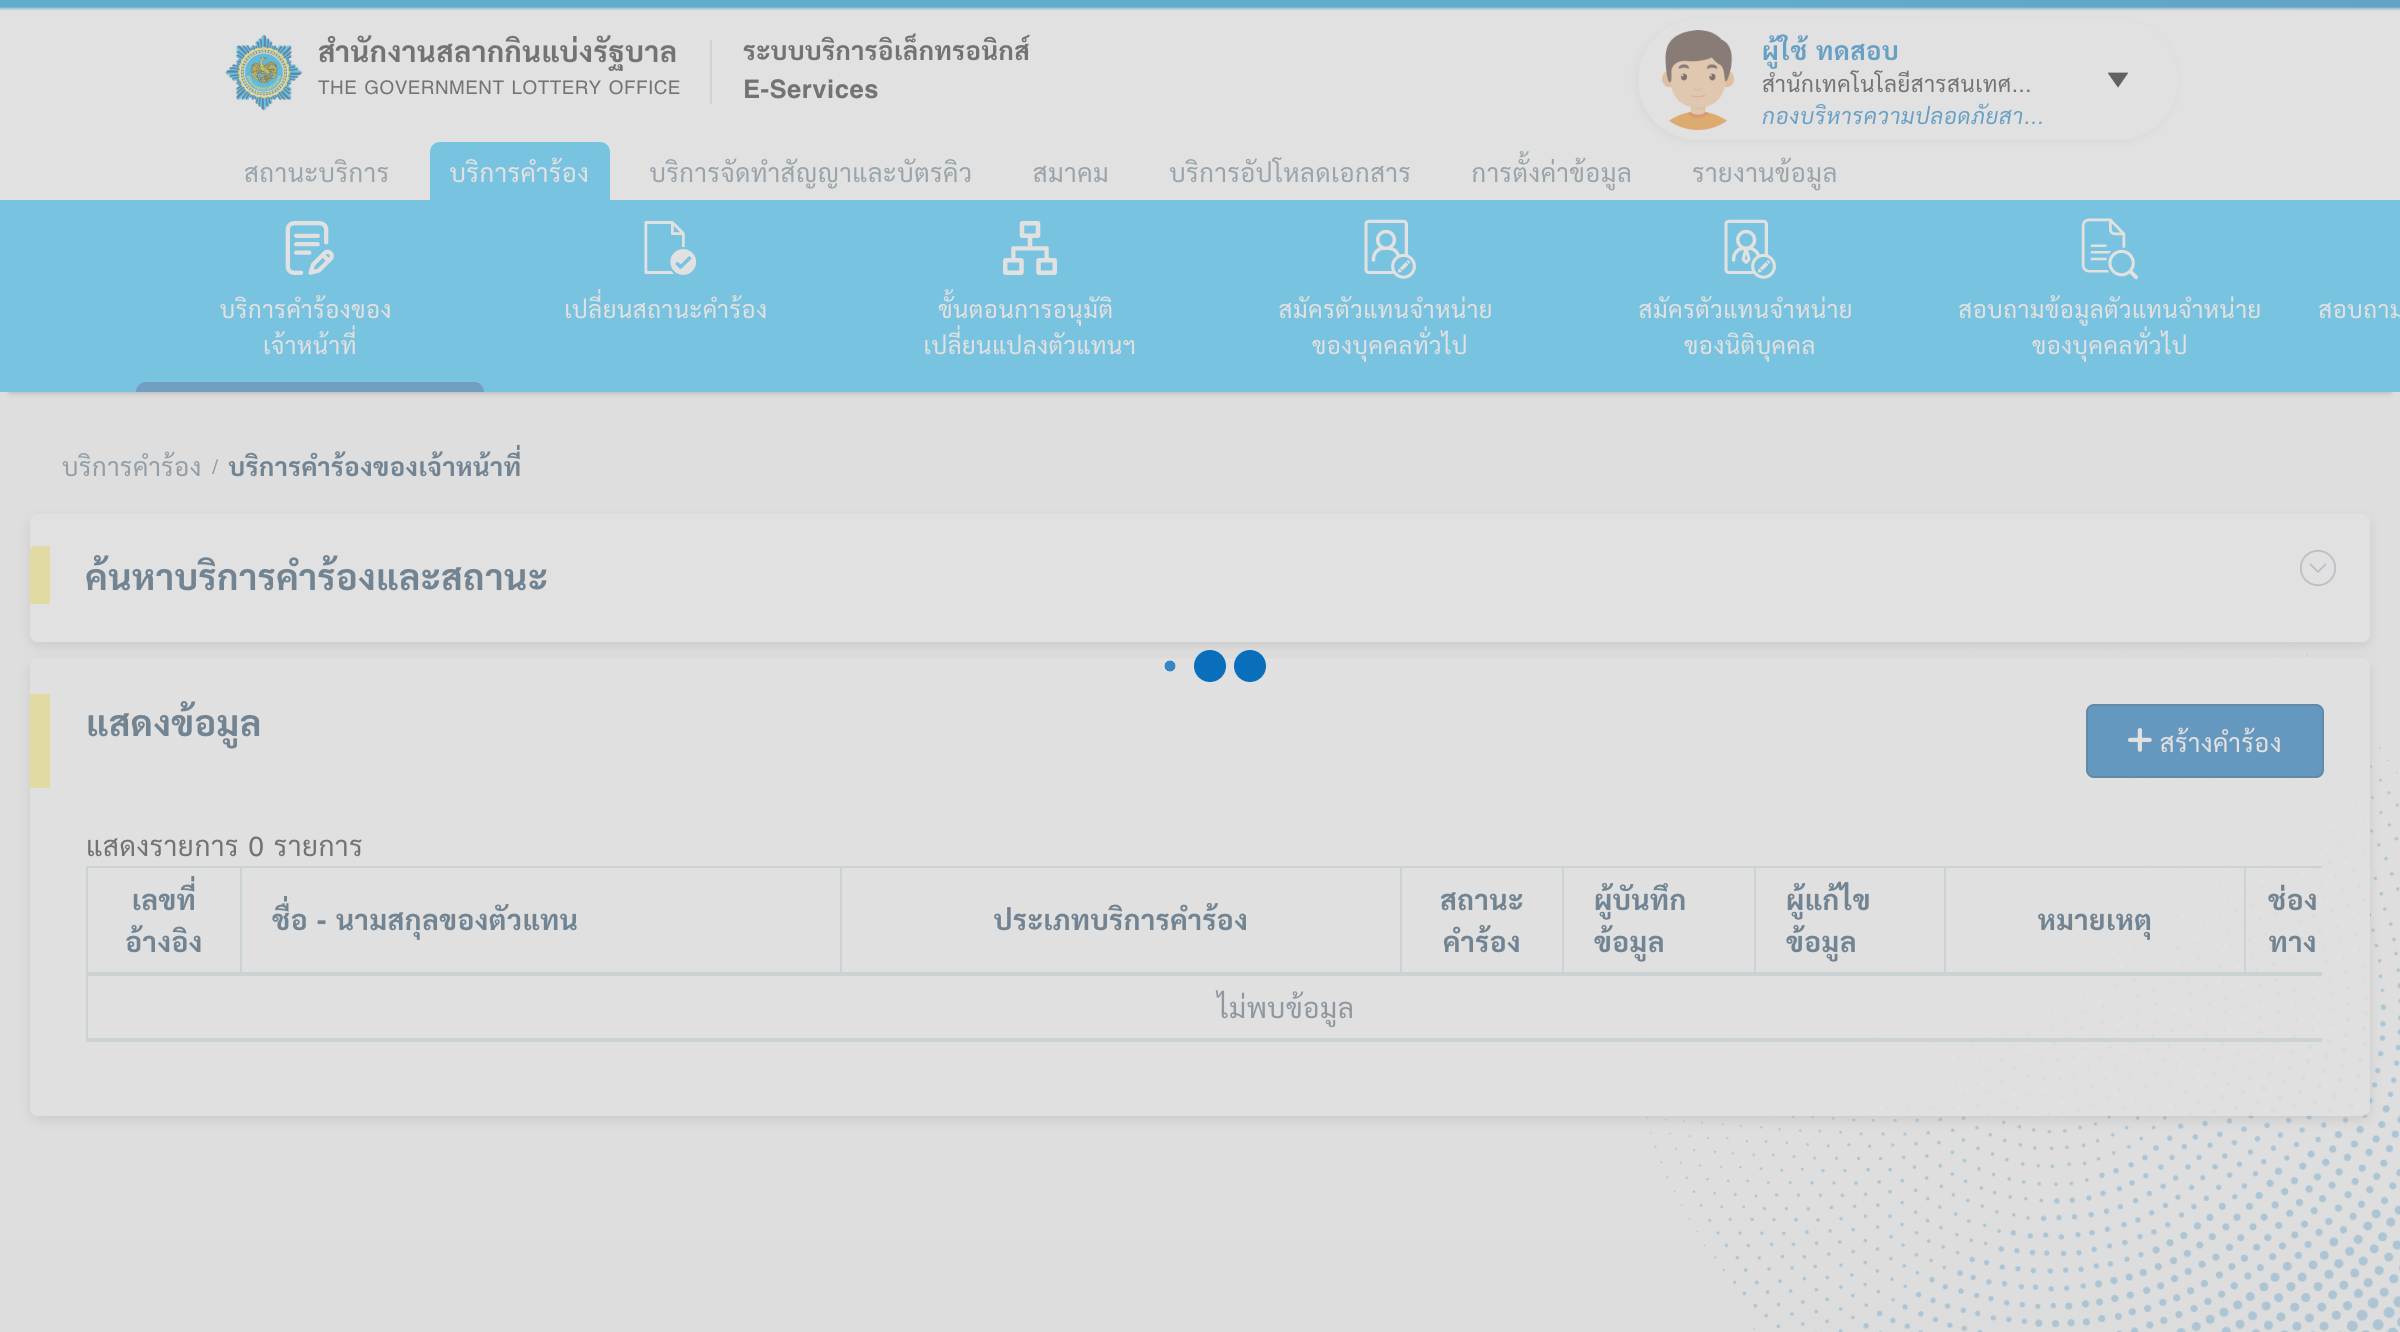 สำนักงานสลากกินแบ่งรัฐบาล
THE GOVERNMENT LOTTERY OFFICE
ระบบบริการอิเล็กทรอนิกส์
E-Services
ผู้ใช้ ทดสอบ
สำนักเทคโนโลยีสารสนเทศ...
กองบริหารความปลอดภัยสา...
สถานะบริการ
บริการคำร้อง
บริการจัดทำสัญญาและบัตรคิว
สมาคม
บริการอัปโหลดเอกสาร
การตั้งค่าข้อมูล
รายงานข้อมูล
บริการคำร้องของ
เจ้าหน้าที่
เปลี่ยนสถานะคำร้อง
ขั้นตอนการอนุมัติ
เปลี่ยนแปลงตัวแทนฯ
สมัครตัวแทนจำหน่าย
ของบุคคลทั่วไป
สมัครตัวแทนจำหน่าย
ของนิติบุคคล
สอบถามข้อมูลตัวแทนจำหน่าย
ของบุคคลทั่วไป
สอบถาม
บริการคำร้อง / บริการคำร้องของเจ้าหน้าที่
ค้นหาบริการคำร้องและสถานะ
แสดงข้อมูล
+ สร้างคำร้อง
แสดงรายการ 0 รายการ
เลขที่
อ้างอิง
ชื่อ - นามสกุลของตัวแทน
ประเภทบริการคำร้อง
สถานะ
คำร้อง
ผู้บันทึก
ข้อมูล
ผู้แก้ไข
ข้อมูล
หมายเหตุ
ช่อง
ทาง
ไม่พบข้อมูล